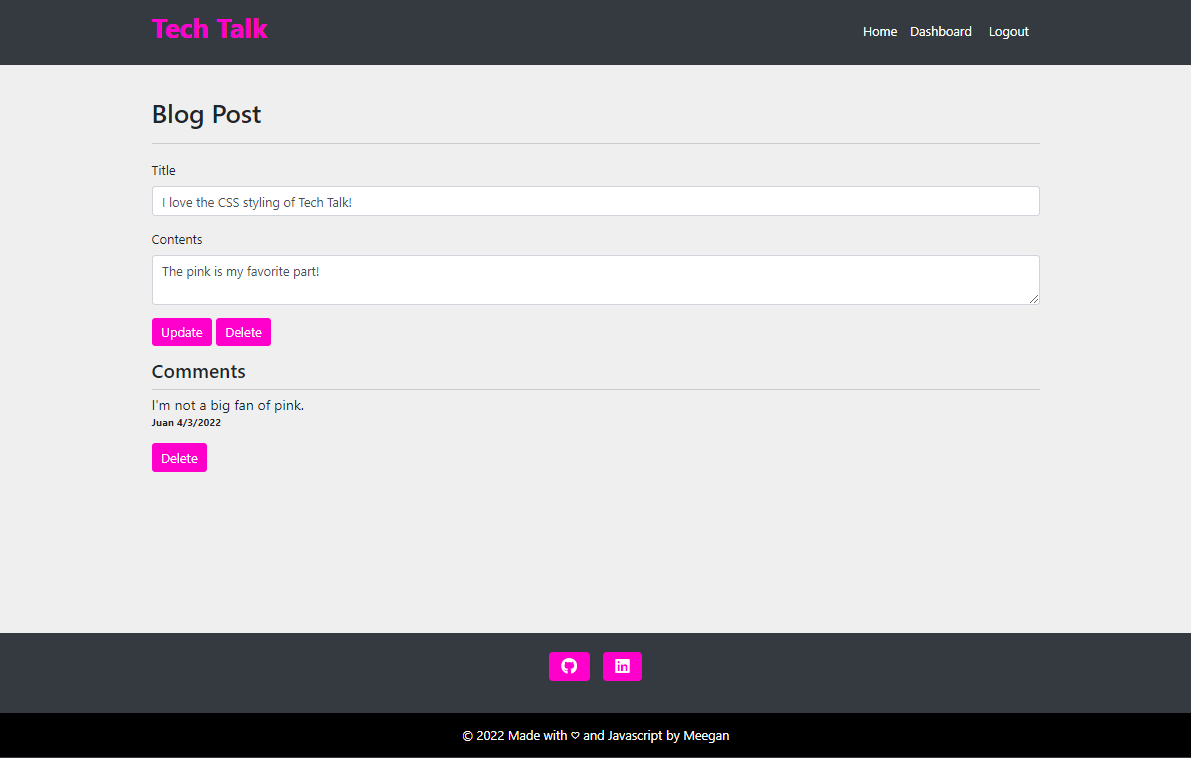 Tech Talk
Home Dashboard Logout
Blog Post
Title
I love the CSS styling of Tech Talk!
Contents
The pink is my favorite part!
Update Delete
Comments
I'm not a big fan of pink.
Juan 4/3/2022
Delete
in
© 2022 Made with ♡ and Javascript by Meegan